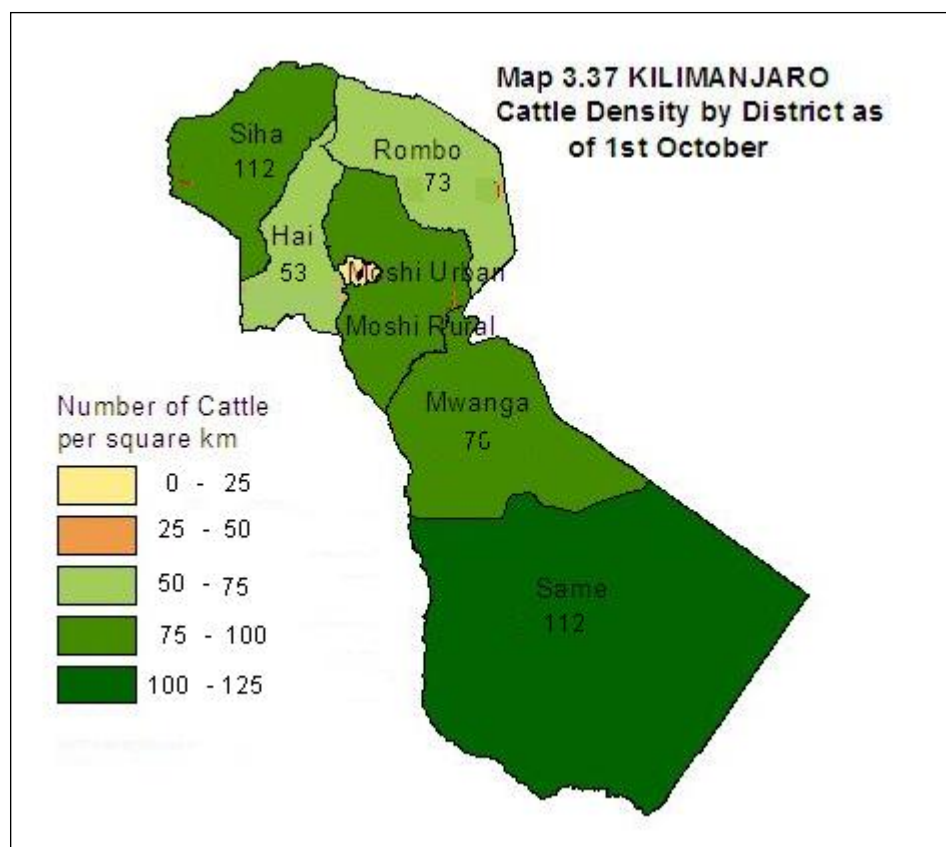 Map 3.37 KILIMANJARO
Cattle Density by District as
of 1st October
Siha
112
Rombo
73
Hai
53
Moshi Urban
Moshi Rural
Mwanga
Same
112
Number of Cattle
per square km
0 - 25
25 - 50
50 - 75
75 - 100
100 - 125